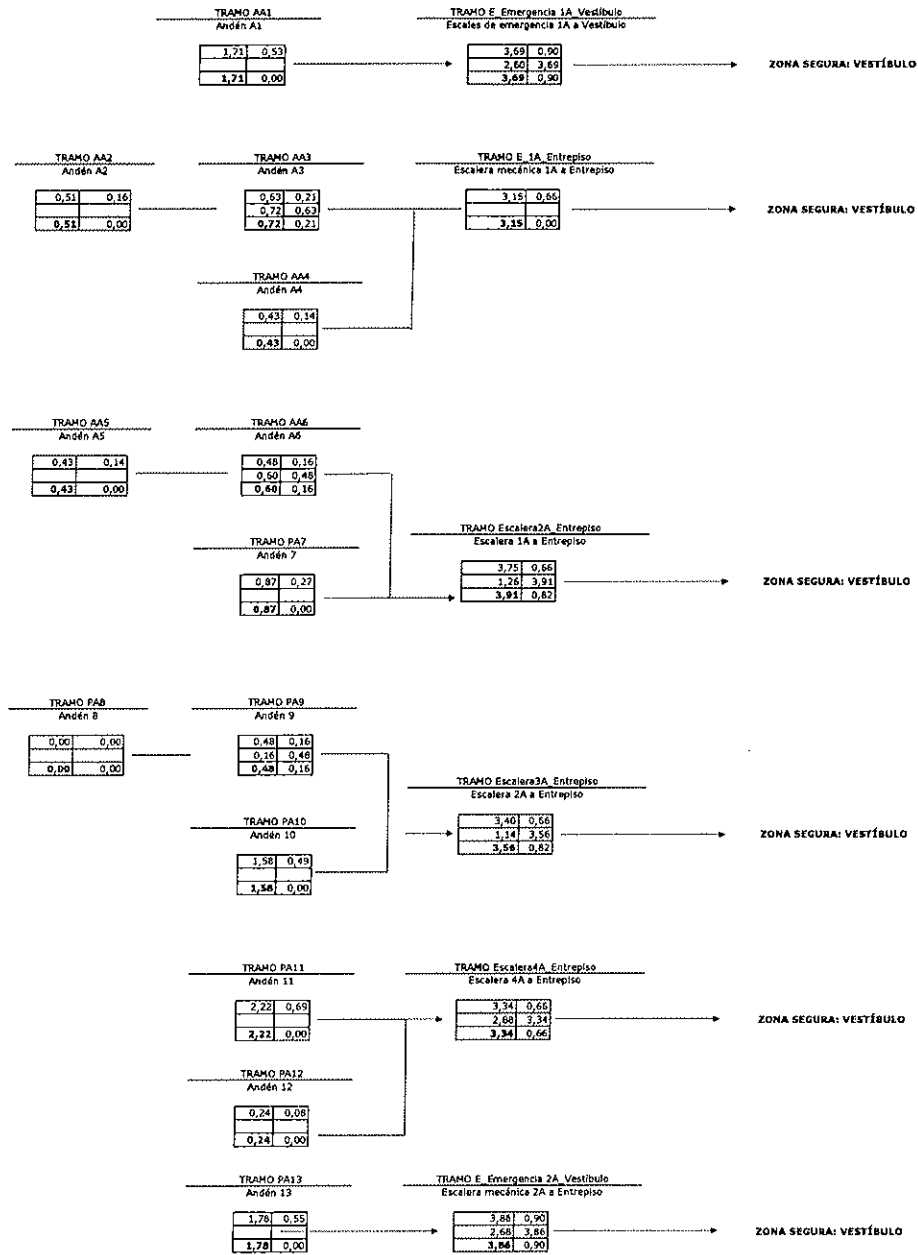 TRAMO AA1
Andén A1
1,71 0,53
1,71 0,00
TRAMO E_Emergencia 1A_Vestíbulo
Escales de emergencia 1A a Vestíbulo
3,69 0,90
2,60 3,69
3,69 0,90
ZONA SEGURA: VESTÍBULO
TRAMO AA2
Andén A2
0,51 0,16
0,51 0,00
TRAMO AA3
Andén A3
0,63 0,21
0,72 0,63
0,72 0,21
TRAMO E_1A_Entrepiso
Escalera mecánica 1A a Entrepiso
3,15 0,66
3,15 0,00
ZONA SEGURA: VESTÍBULO
TRAMO AA4
Andén A4
0,43 0,14
0,43 0,00
TRAMO AA5
Andén A5
0,43 0,14
0,43 0,00
TRAMO AA6
Andén A6
0,48 0,16
0,60 0,48
0,60 0,16
TRAMO PA7
Andén 7
0,87 0,27
0,87 0,00
TRAMO Escalera2A_Entrepiso
Escalera 1A a Entrepiso
3,75 0,66
1,26 3,91
3,91 0,82
ZONA SEGURA: VESTÍBULO
TRAMO PA8
Andén 8
0,00 0,00
0,00 0,00
TRAMO PA9
Andén 9
0,48 0,16
0,16 0,48
0,48 0,16
TRAMO PA10
Andén 10
1,58 0,49
1,58 0,00
TRAMO Escalera3A_Entrepiso
Escalera 2A a Entrepiso
3,40 0,66
1,14 3,56
3,56 0,82
ZONA SEGURA: VESTÍBULO
TRAMO PA11
Andén 11
2,22 0,69
2,22 0,00
TRAMO Escalera4A_Entrepiso
Escalera 4A a Entrepiso
3,34 0,66
2,68 3,34
3,34 0,66
ZONA SEGURA: VESTÍBULO
TRAMO PA12
Andén 12
0,24 0,08
0,24 0,00
TRAMO PA13
Andén 13
1,78 0,55
1,78 0,00
TRAMO E_Emergencia 2A_Vestíbulo
Escalera mecánica 2A a Entrepiso
3,86 0,90
2,68 3,86
3,86 0,90
ZONA SEGURA: VESTÍBULO